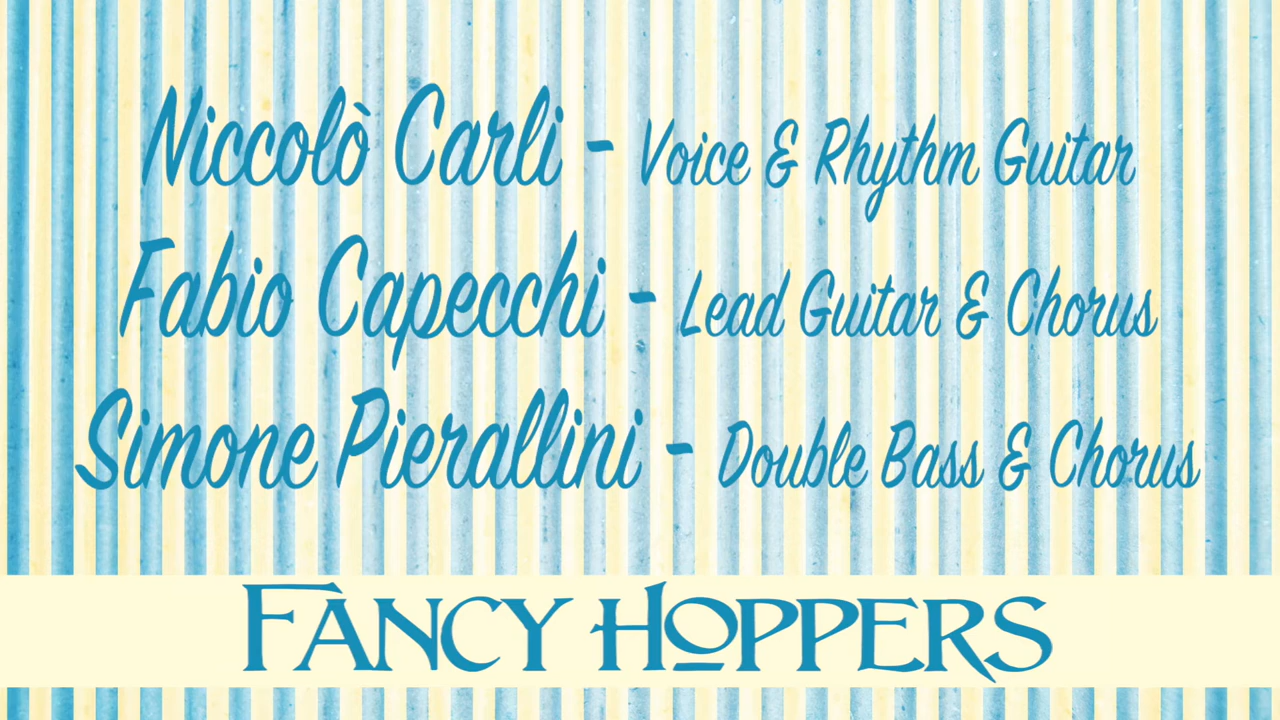 Niccolò Carli - Voice & Rhythm Guitar
Fabio Capecchi - Lead Guitar & Chorus
Simone Pierallini - Double Bass & Chorus
FANCY HOPPERS